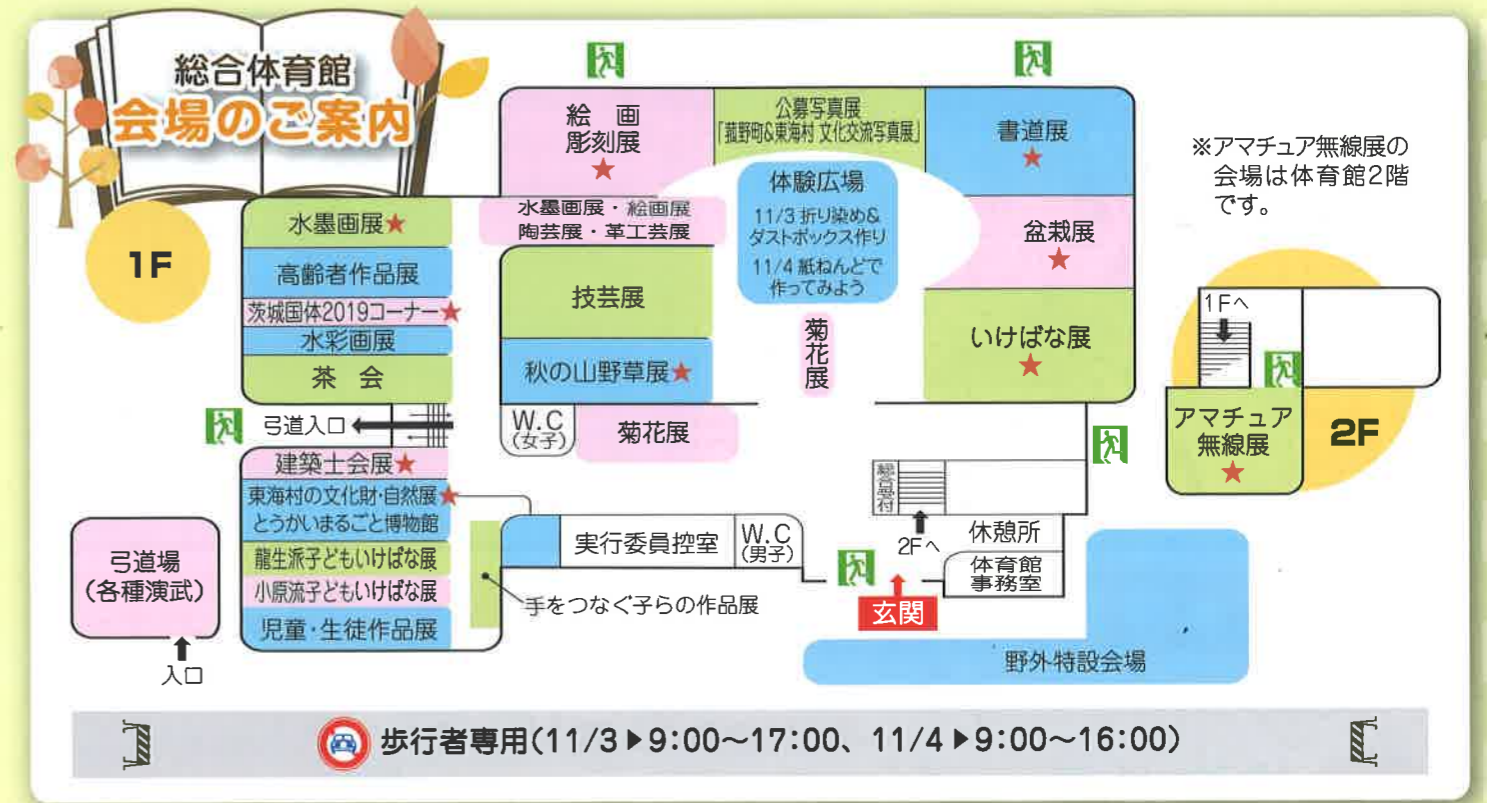 総合体育館
会場のご案内
1F
絵 画
彫刻展
★
公募写真展
「菰野町&東海村 文化交流写真展」
書道展
★
※アマチュア無線展の
会場は体育館2階
です。
水墨画展★
高齢者作品展
茨城国体2019コーナー★
水彩画展
茶 会
水墨画展・絵画展
陶芸展・革工芸展
体験広場
11/3 折り染め&
ダストボックス作り
11/4 紙ねんどで
作ってみよう
盆栽展
★
技芸展
秋の山野草展★
菊花展
いけばな展
★
1Fへ
アマチュア
無線展
★
2F
弓道入口
W.C
(女子)
菊花展
建築士会展★
東海村の文化財・自然展★
とうかいまるごと博物館
龍生派子どもいけばな展
小原流子どもいけばな展
児童・生徒作品展
弓道場
(各種演武)
入口
実行委員控室
W.C
(男子)
手をつなぐ子らの作品展
総合受付
2Fへ
休憩所
体育館
事務室
玄関
野外特設会場
歩行者専用(11/3▶9:00～17:00、11/4▶9:00～16:00)